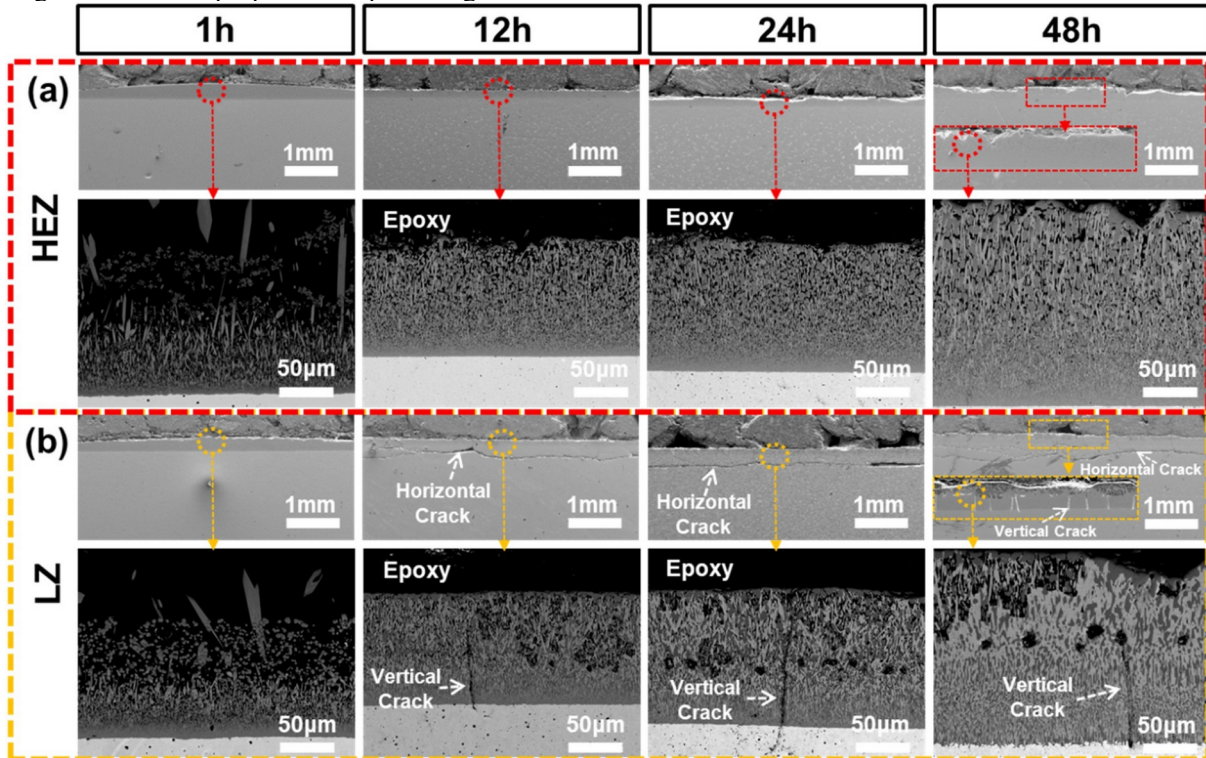 1h 12h 24h 48h
(a)
HEZ
1mm 1mm 1mm 1mm
Epoxy Epoxy
50μm 50μm 50μm 50μm
(b)
LZ
Horizontal
Crack
1mm
1mm
Horizontal
Crack
1mm
Horizontal Crack
1mm
Vertical Crack
Epoxy Epoxy
Vertical
Crack
Vertical
Crack
Vertical
Crack
50μm 50μm 50μm 50μm